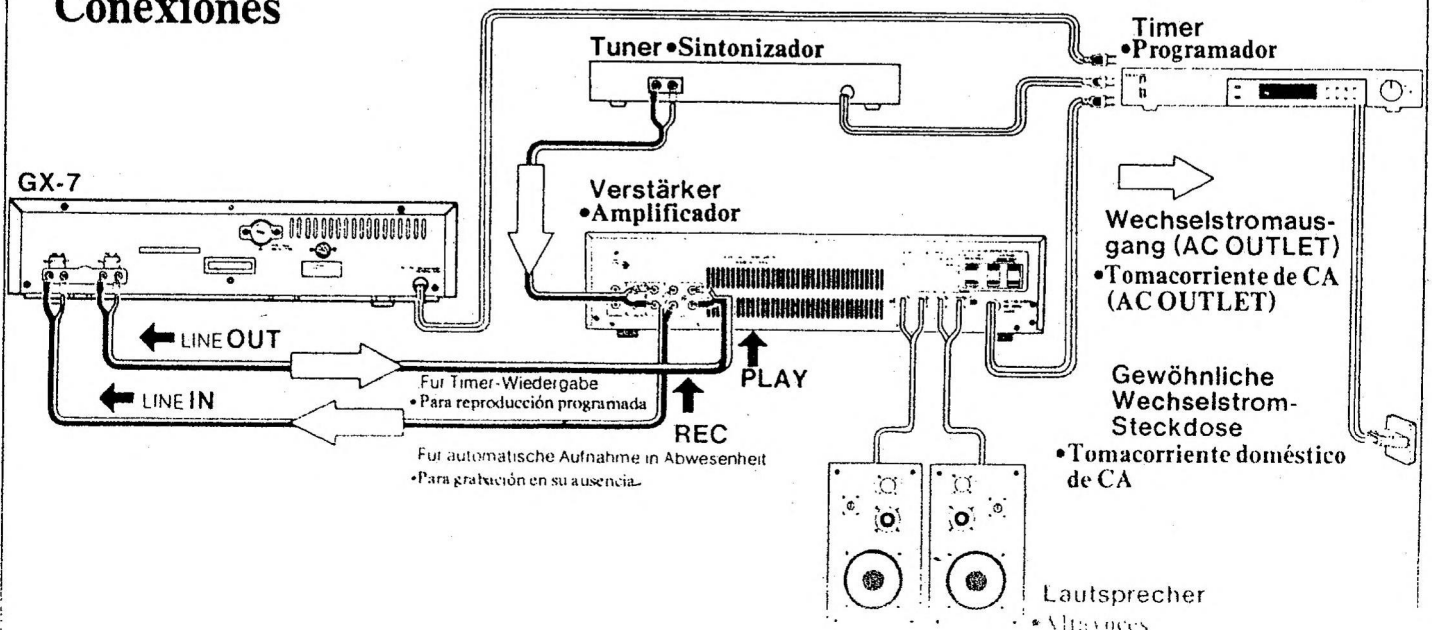 Conexiones
Tuner •Sintonizador
Timer
•Programador
GX-7
Verstärker
•Amplificador
Wechselstromaus-
gang (AC OUTLET)
•Tomacorriente de CA
(AC OUTLET)
LINE OUT
LINE IN
Fur Timer-Wiedergabe
• Para reproducción programada
PLAY
REC
Fur automatische Aufnahme in Abwesenheit
•Para grabación en su ausencia
Gewöhnliche
Wechselstrom-
Steckdose
•Tomacorriente doméstico
de CA
Lautsprecher
•Altavoces